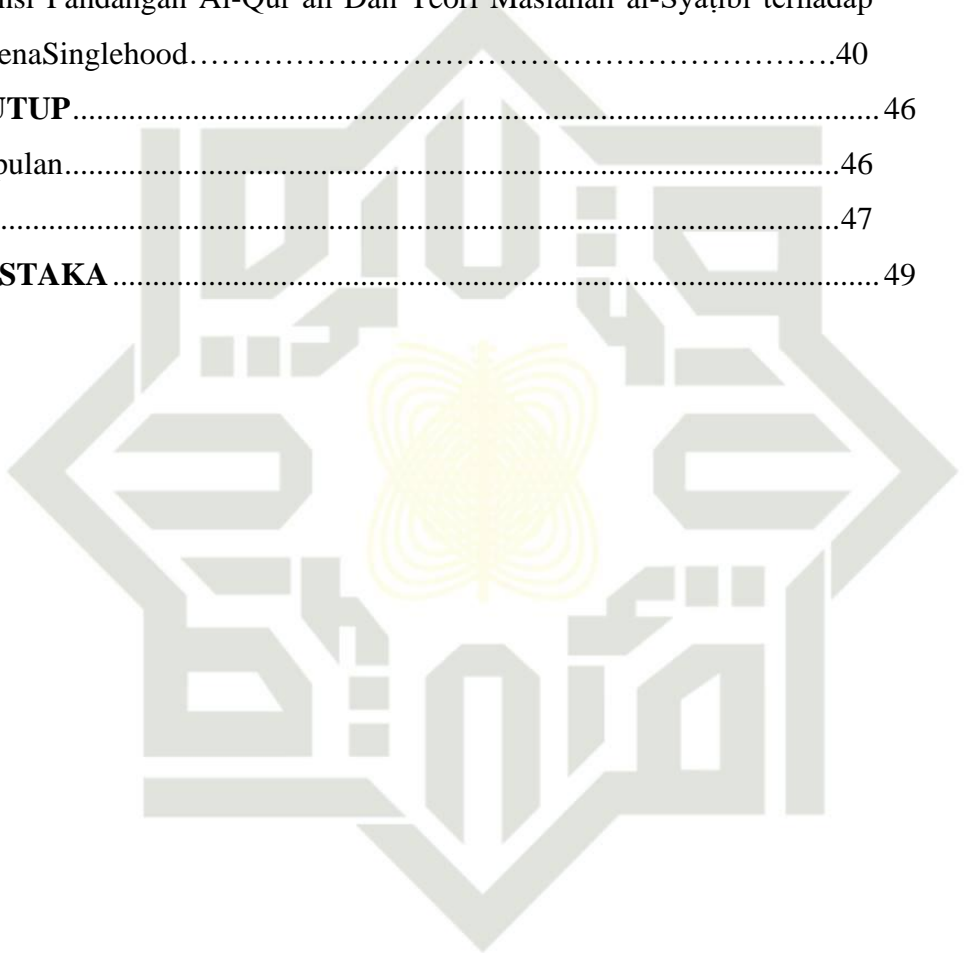 nsi Pandangan Al-Qur'an Dan Teori Maslahah al-Syaṭibi terhadap
enaSinglehood……………………………………………………….40
UTUP.......................................................................................... 46
pulan.......................................................................................46
..............................................................................................47
STAKA...................................................................................... 49